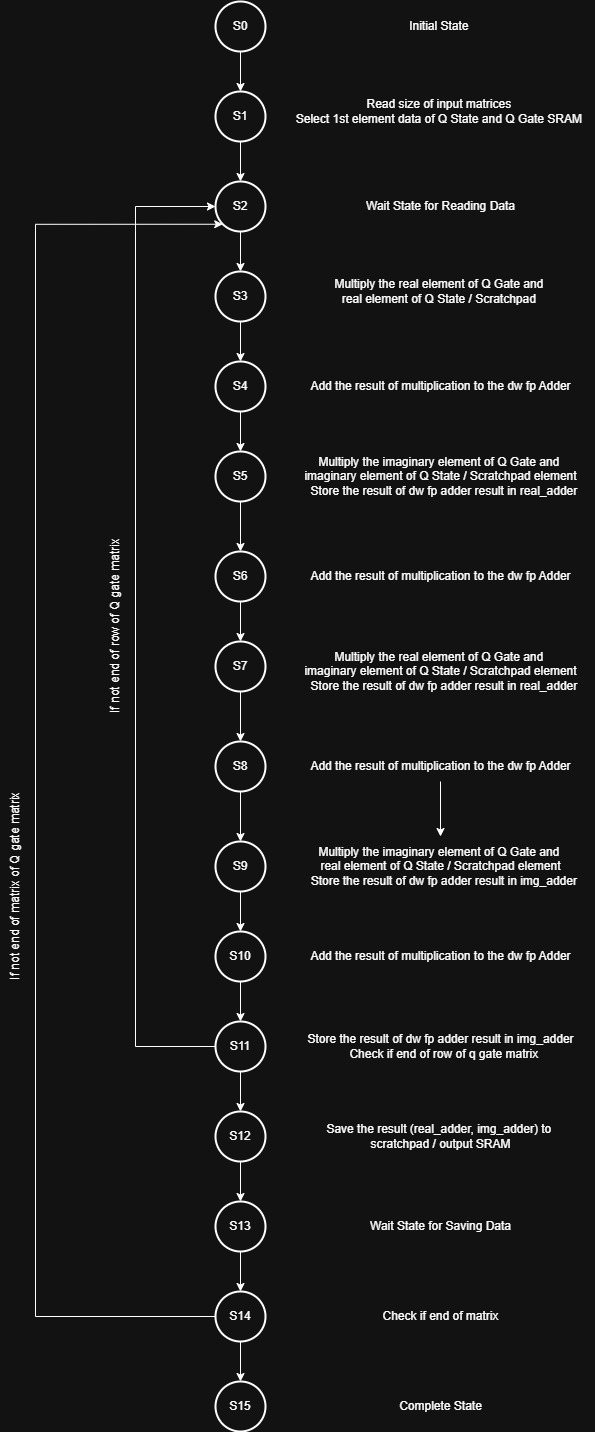 S0
Initial State
S1
Read size of input matrices
Select 1st element data of Q State and Q Gate SRAM
S2
Wait State for Reading Data
S3
Multiply the real element of Q Gate and
real element of Q State / Scratchpad
S4
Add the result of multiplication to the dw fp Adder
S5
Multiply the imaginary element of Q Gate and
imaginary element of Q State / Scratchpad element
Store the result of dw fp adder result in real_adder
S6
Add the result of multiplication to the dw fp Adder
If not end of row of Q gate matrix
S7
Multiply the real element of Q Gate and
imaginary element of Q State / Scratchpad element
Store the result of dw fp adder result in real_adder
S8
Add the result of multiplication to the dw fp Adder
If not end of matrix of Q gate matrix
S9
Multiply the imaginary element of Q Gate and
real element of Q State / Scratchpad element
Store the result of dw fp adder result in img_adder
S10
Add the result of multiplication to the dw fp Adder
S11
Store the result of dw fp adder result in img_adder
Check if end of row of q gate matrix
S12
Save the result (real_adder, img_adder) to
scratchpad / output SRAM
S13
Wait State for Saving Data
S14
Check if end of matrix
S15
Complete State